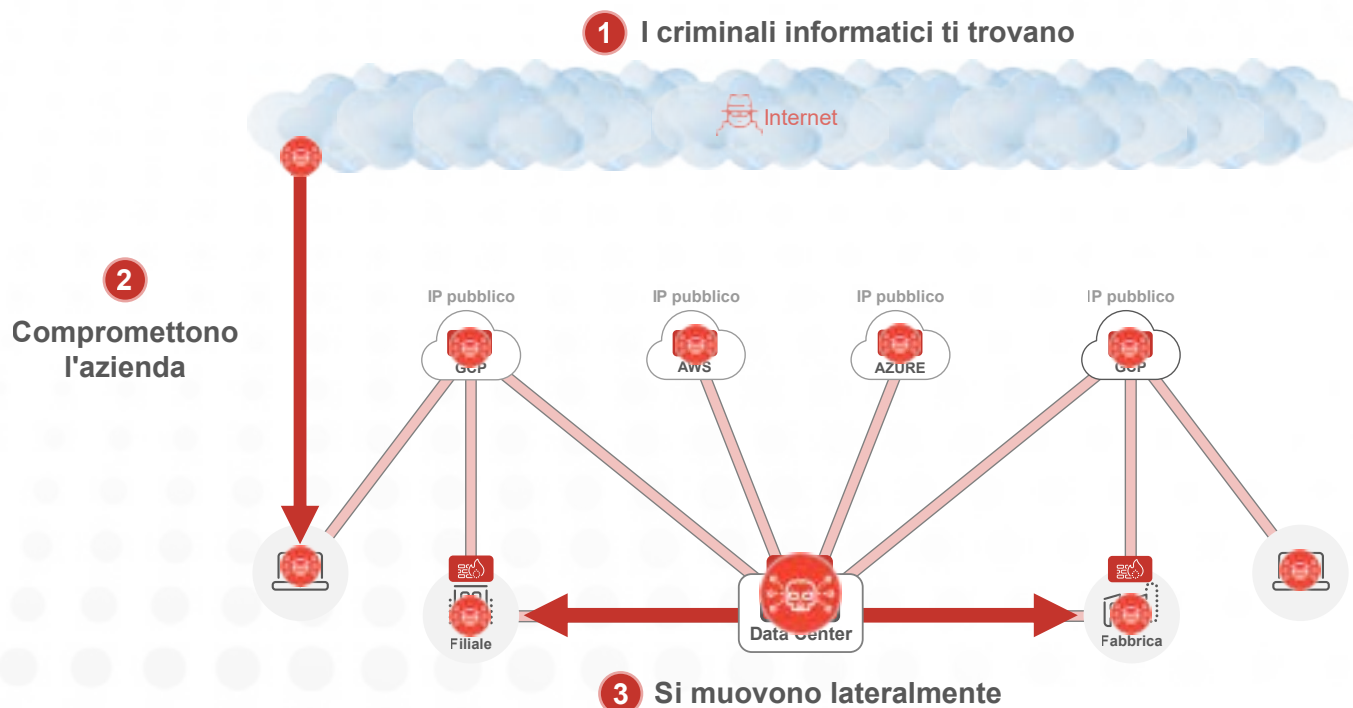 1 I criminali informatici ti trovano
Internet
2
Compromettono
l'azienda
IP pubblico
IP pubblico
IP pubblico
IP pubblico
GCP
AWS
AZURE
GCP
Filiale
Data Center
Fabbrica
3 Si muovono lateralmente